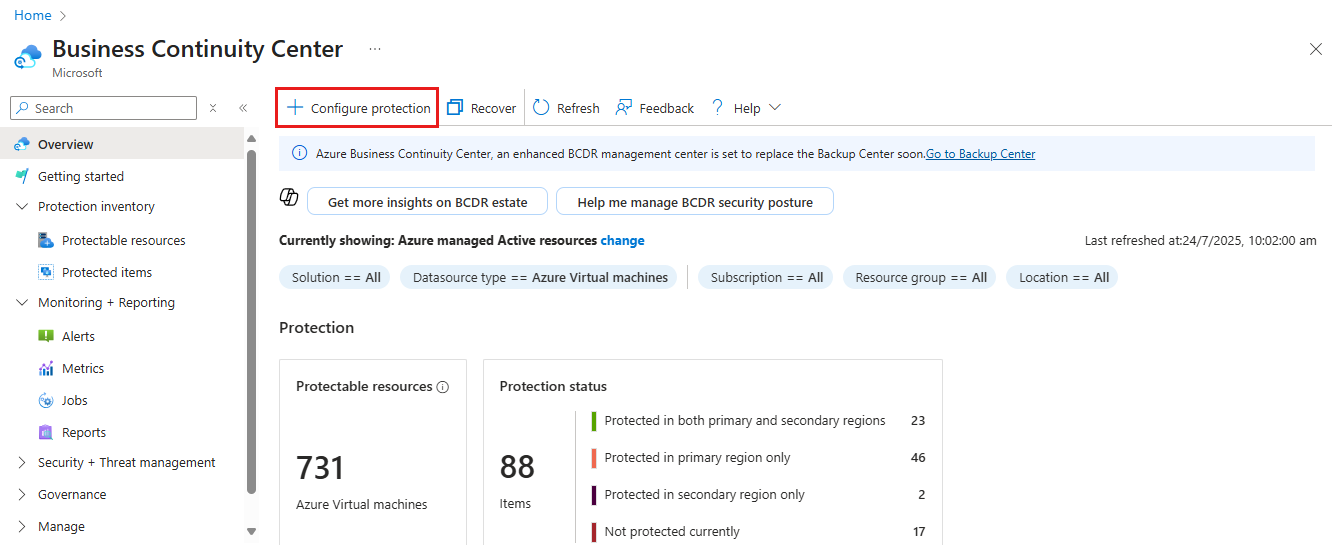 Home
Business Continuity Center ...
Microsoft
Search
Configure protection
Recover
Refresh
Feedback
Help
Overview
Getting started
Protection inventory
Protectable resources
Protected items
Monitoring + Reporting
Alerts
Metrics
Jobs
Reports
Security + Threat management
Governance
Manage
Azure Business Continuity Center, an enhanced BCDR management center is set to replace the Backup Center soon.Go to Backup Center
Get more insights on BCDR estate
Help me manage BCDR security posture
Currently showing: Azure managed Active resources change
Last refreshed at:24/7/2025, 10:02:00 am
Solution == All
Datasource type == Azure Virtual machines
Subscription == All
Resource group == All
Location == All
Protection
Protectable resources
731
Azure Virtual machines
Protection status
88
Items
Protected in both primary and secondary regions 23
Protected in primary region only 46
Protected in secondary region only 2
Not protected currently 17